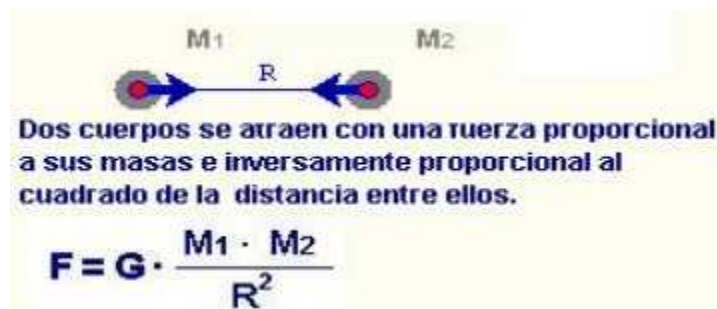 M1 M2
R
Dos cuerpos se atraen con una fuerza proporcional
a sus masas e inversamente proporcional al
cuadrado de la distancia entre ellos.
F = G · M1 · M2 / R²